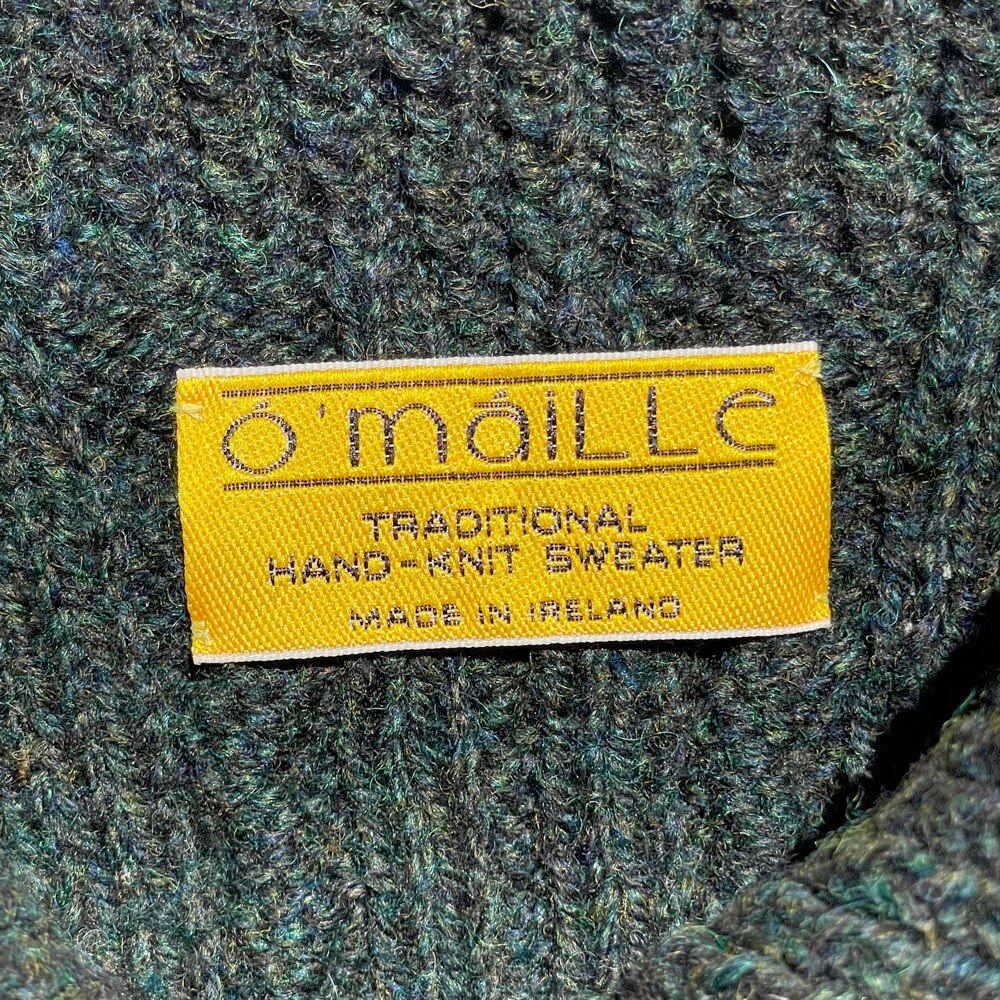 Ó'MÁILLE
TRADITIONAL
HAND-KNIT SWEATER
MADE IN IRELAND